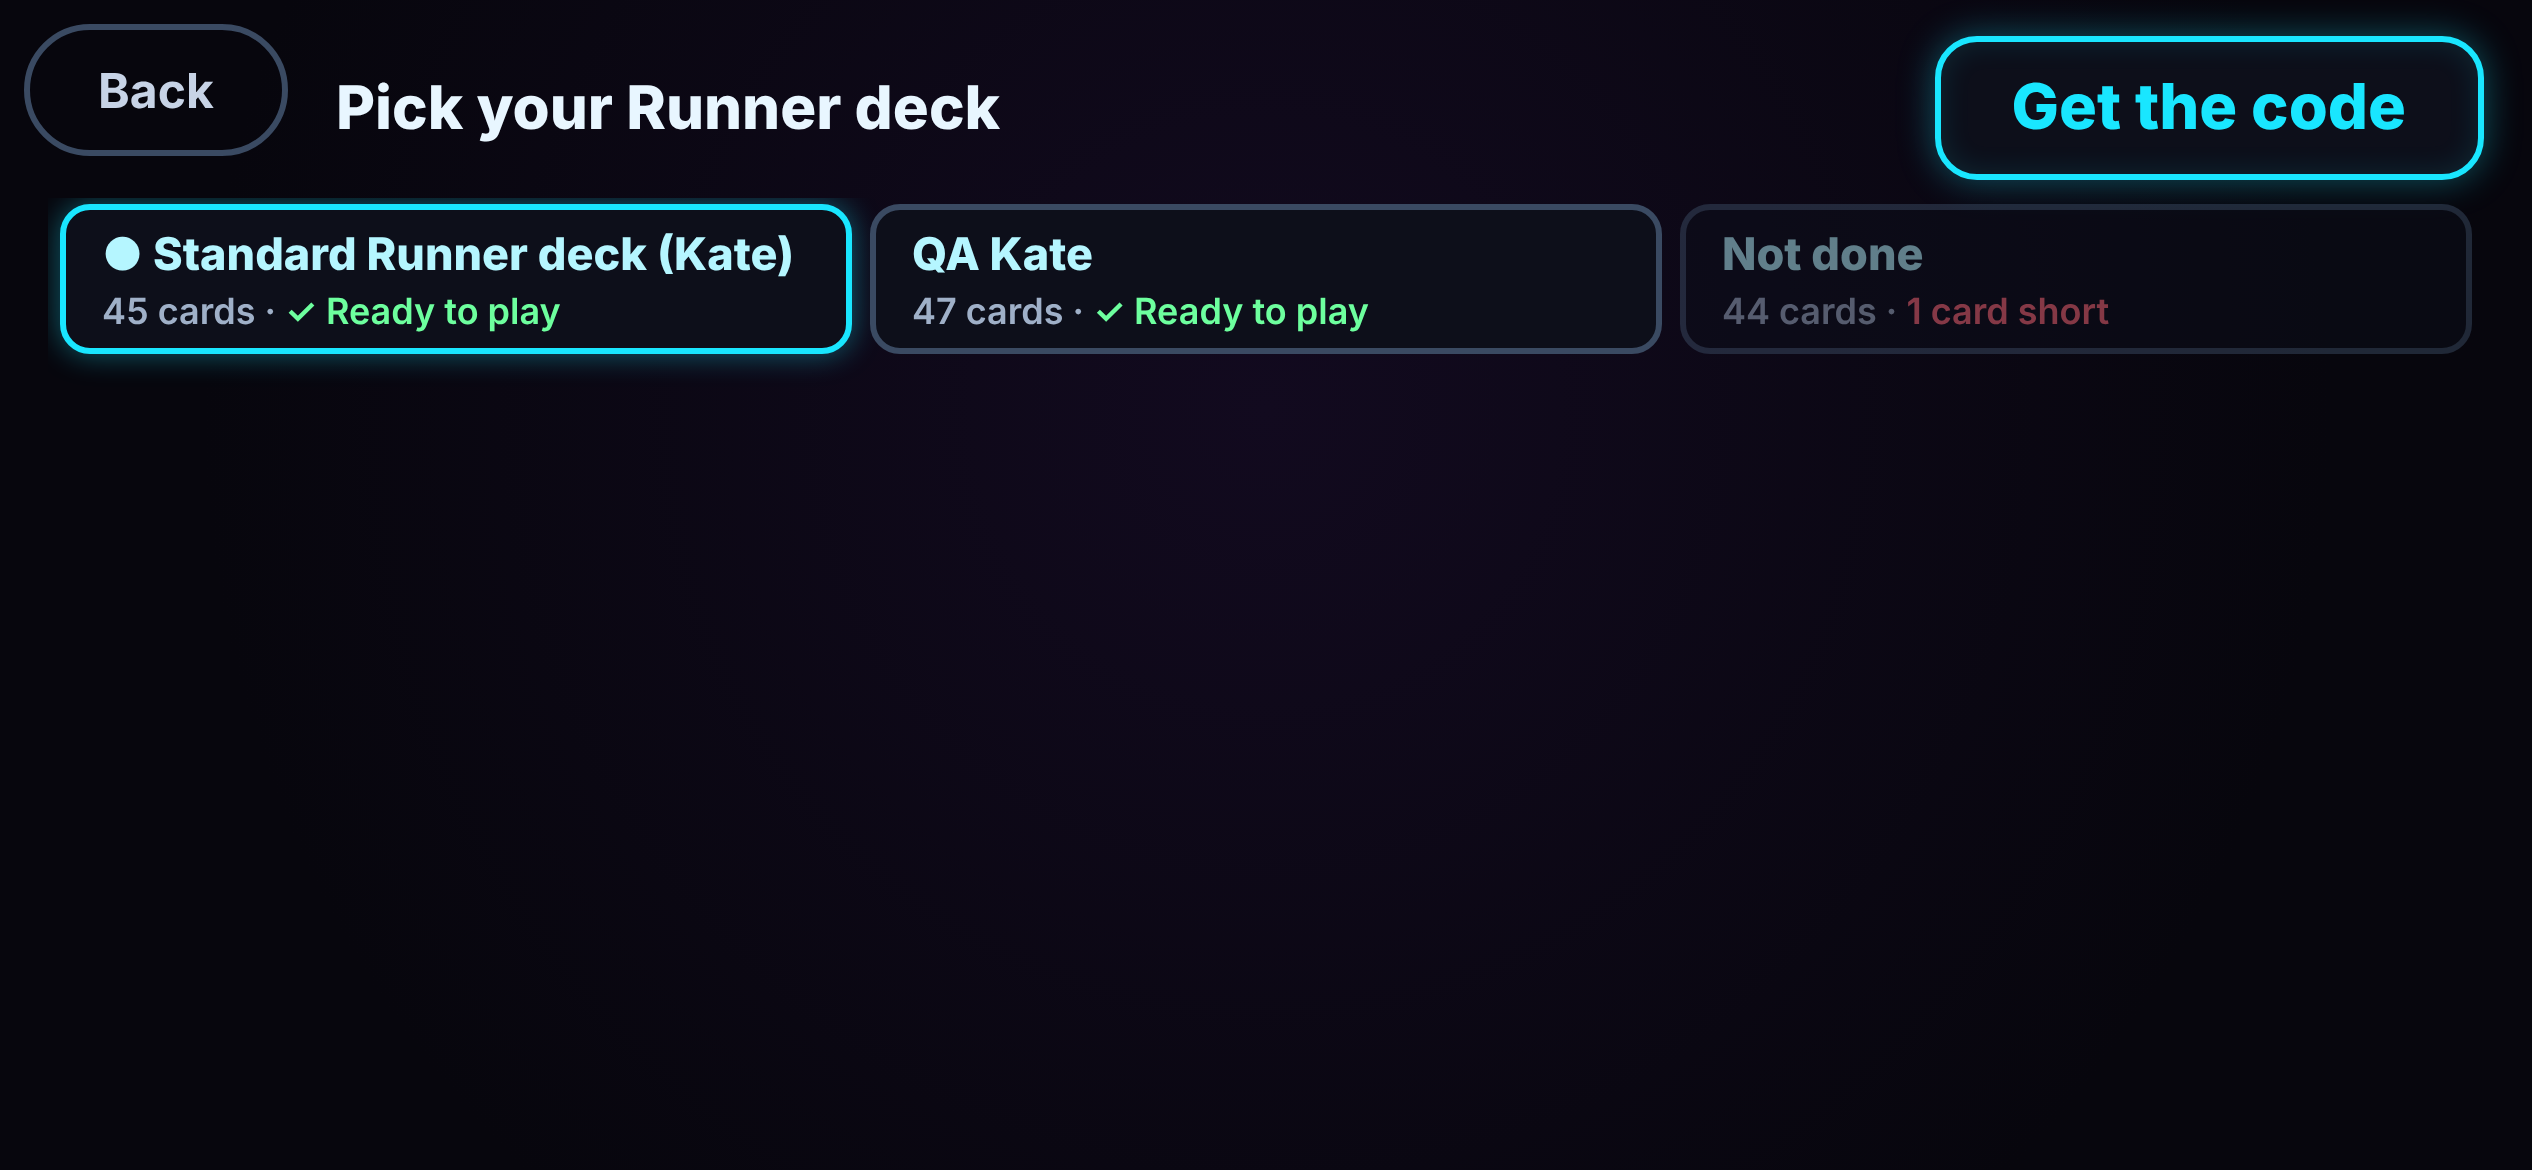 Back
Pick your Runner deck
Get the code
● Standard Runner deck (Kate)
45 cards · ✓ Ready to play
QA Kate
47 cards · ✓ Ready to play
Not done
44 cards · 1 card short